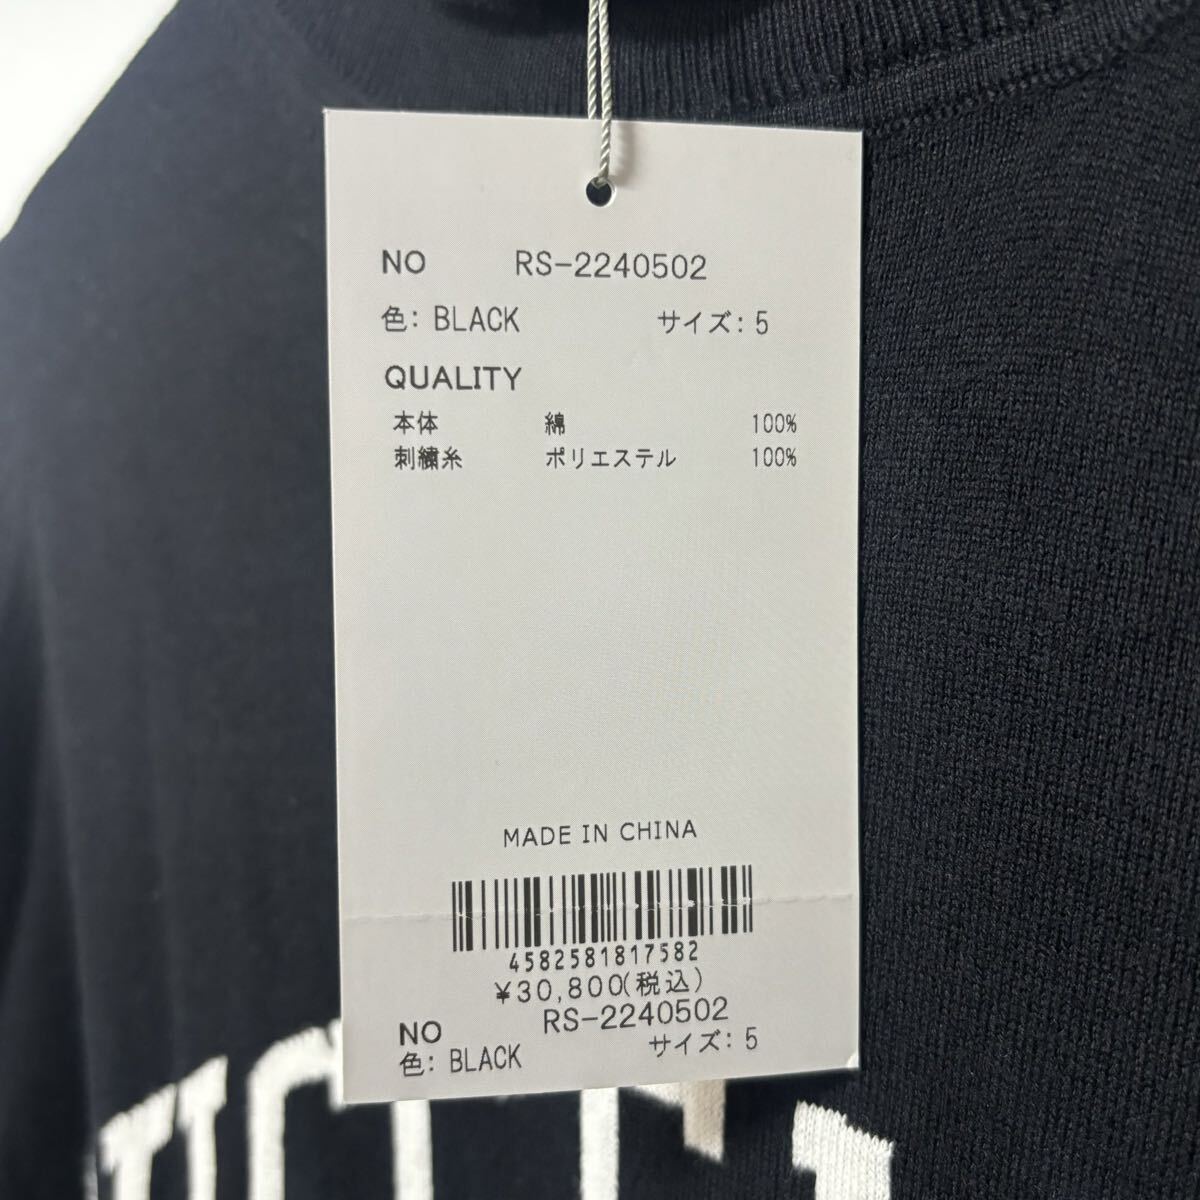 NO RS-2240502
色: BLACK サイズ: 5
QUALITY
本体 綿 100%
刺繍糸 ポリエステル 100%
MADE IN CHINA
4582581817582
¥30,800(税込)
NO RS-2240502
色: BLACK サイズ: 5